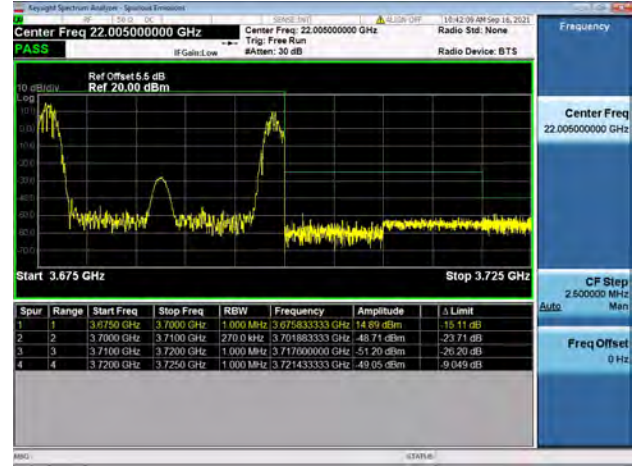 Keysight Spectrum Analyzer - Spurious Emissions
RF 50 Ω DC SENSE:INT ALIGN OFF 10:42:09 AM Sep 16, 2021
Center Freq 22.005000000 GHz
Center Freq: 22.005000000 GHz
Radio Std: None
Trig: Free Run
PASS
IFGain:Low
#Atten: 30 dB
Radio Device: BTS
Ref Offset 5.5 dB
10 dB/div
Ref 20.00 dBm
Log
Start 3.675 GHz
Stop 3.725 GHz
Spur Range Start Freq Stop Freq RBW Frequency Amplitude Δ Limit
1 1 3.6750 GHz 3.7000 GHz 1.000 MHz 3.675833333 GHz 14.89 dBm -15.11 dB
2 2 3.7000 GHz 3.7100 GHz 270.0 kHz 3.701883333 GHz -48.71 dBm -23.71 dB
3 3 3.7100 GHz 3.7200 GHz 1.000 MHz 3.717600000 GHz -51.20 dBm -26.20 dB
4 4 3.7200 GHz 3.7250 GHz 1.000 MHz 3.721433333 GHz -49.05 dBm -9.049 dB
MSG
STATUS
Frequency
Center Freq
22.005000000 GHz
CF Step
2.500000 MHz
Auto Man
Freq Offset
0 Hz